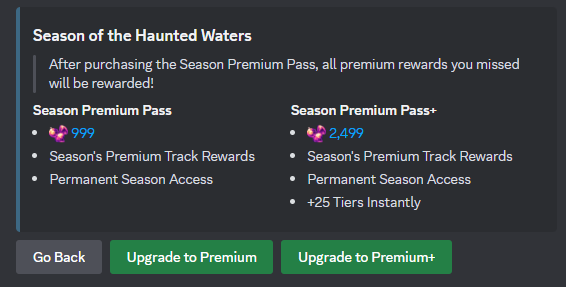 Season of the Haunted Waters
After purchasing the Season Premium Pass, all premium rewards you missed
will be rewarded!
Season Premium Pass
999
• Season's Premium Track Rewards
• Permanent Season Access
Season Premium Pass+
2,499
• Season's Premium Track Rewards
• Permanent Season Access
• +25 Tiers Instantly
Go Back
Upgrade to Premium
Upgrade to Premium+